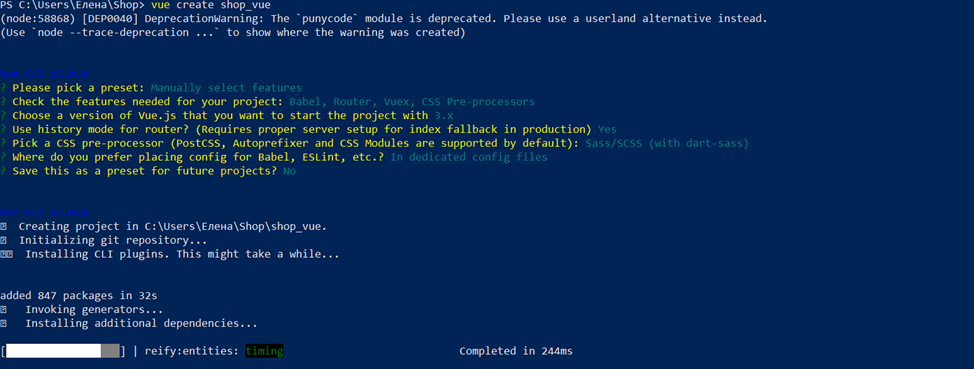 PS C:\Users\Елена\Shop> vue create shop_vue
(node:58868) [DEP0040] DeprecationWarning: The `punycode` module is deprecated. Please use a userland alternative instead.
(Use `node --trace-deprecation ...` to show where the warning was created)
Vue CLI v5.0.8
? Please pick a preset: Manually select features
? Check the features needed for your project: Babel, Router, Vuex, CSS Pre-processors
? Choose a version of Vue.js that you want to start the project with 3.x
? Use history mode for router? (Requires proper server setup for index fallback in production) Yes
? Pick a CSS pre-processor (PostCSS, Autoprefixer and CSS Modules are supported by default): Sass/SCSS (with dart-sass)
? Where do you prefer placing config for Babel, ESLint, etc.? In dedicated config files
? Save this as a preset for future projects? No
Vue CLI v5.0.8
Creating project in C:\Users\Елена\Shop\shop_vue.
Initializing git repository...
Installing CLI plugins. This might take a while...
added 847 packages in 32s
Invoking generators...
Installing additional dependencies...
[ ] | reify:entities: timing Completed in 244ms